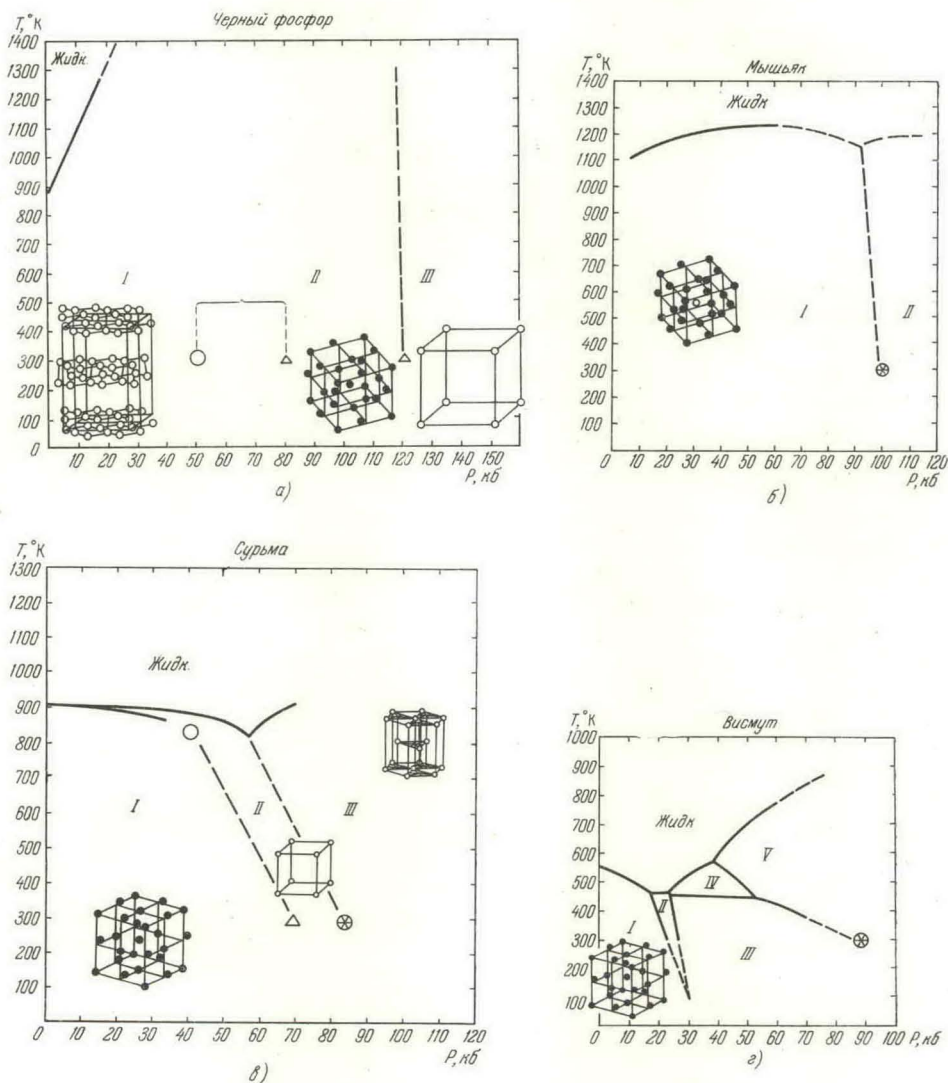 Черный фосфор
Т,°К
1400
1300
1200
1100
1000
900
800
700
600
500
400
300
200
100
0
Жидк.
I
II
III
10 20 30 40 50 60 70 80 90 100 110 120 130 140 150
Р, кб
а)
Мышьяк
Т,°К
1400
1300
1200
1100
1000
900
800
700
600
500
400
300
200
100
Жидк
I
II
0 10 20 30 40 50 60 70 80 90 100 110 120
Р, кб
б)
Сурьма
Т,°К
1300
1200
1100
1000
900
800
700
600
500
400
300
200
100
Жидк.
I
II
III
0 10 20 30 40 50 60 70 80 90 100 110 120
Р, кб
в)
Висмут
Т,°К
1000
900
800
700
600
500
400
300
200
100
Жидк
V
IV
II
I
III
0 10 20 30 40 50 60 70 80 90 Р, кб
г)